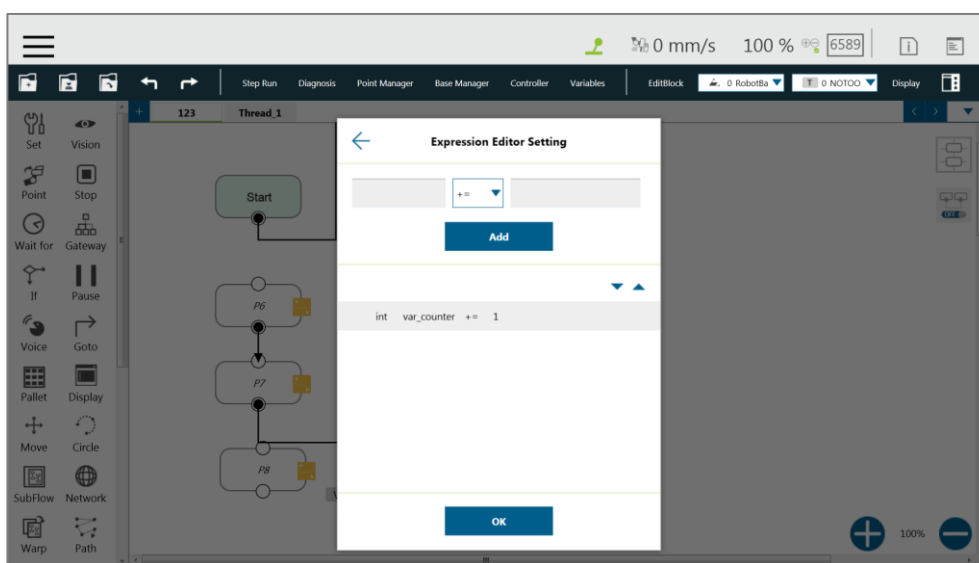 0 mm/s 100 % 6589
Step Run Diagnosis Point Manager Base Manager Controller Variables EditBlock 0 RobotBa T 0 NOTOO Display
+ 123 Thread_1
Set Vision
Point Stop
Wait for Gateway
If Pause
Voice Goto
Pallet Display
Move Circle
SubFlow Network
Warp Path
Start
P6
P7
P8
OFF
Expression Editor Setting
+=
Add
int var_counter += 1
OK
100%